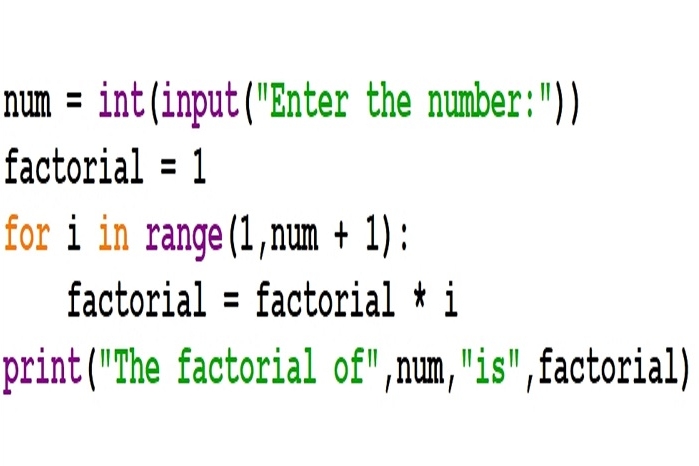 num = int(input("Enter the number:"))
factorial = 1
for i in range(1,num + 1):
    factorial = factorial * i
print("The factorial of",num,"is",factorial)